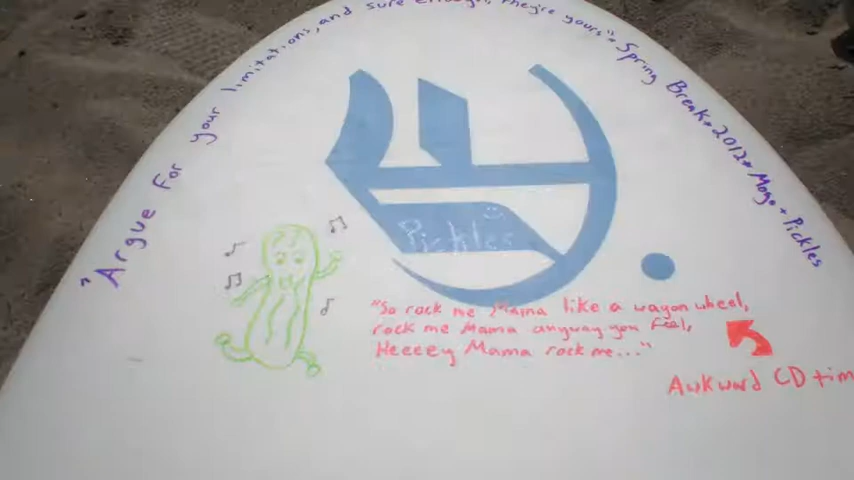 "Argue For your limitations, and sure enough, they're yours" * Spring Break * 2012 * Mogo + Pickles
Pickles
"So rock me Mama like a wagon wheel,
rock me Mama anyway you Feel,
Heeeey Mama rock me..."
Awkward CD tim